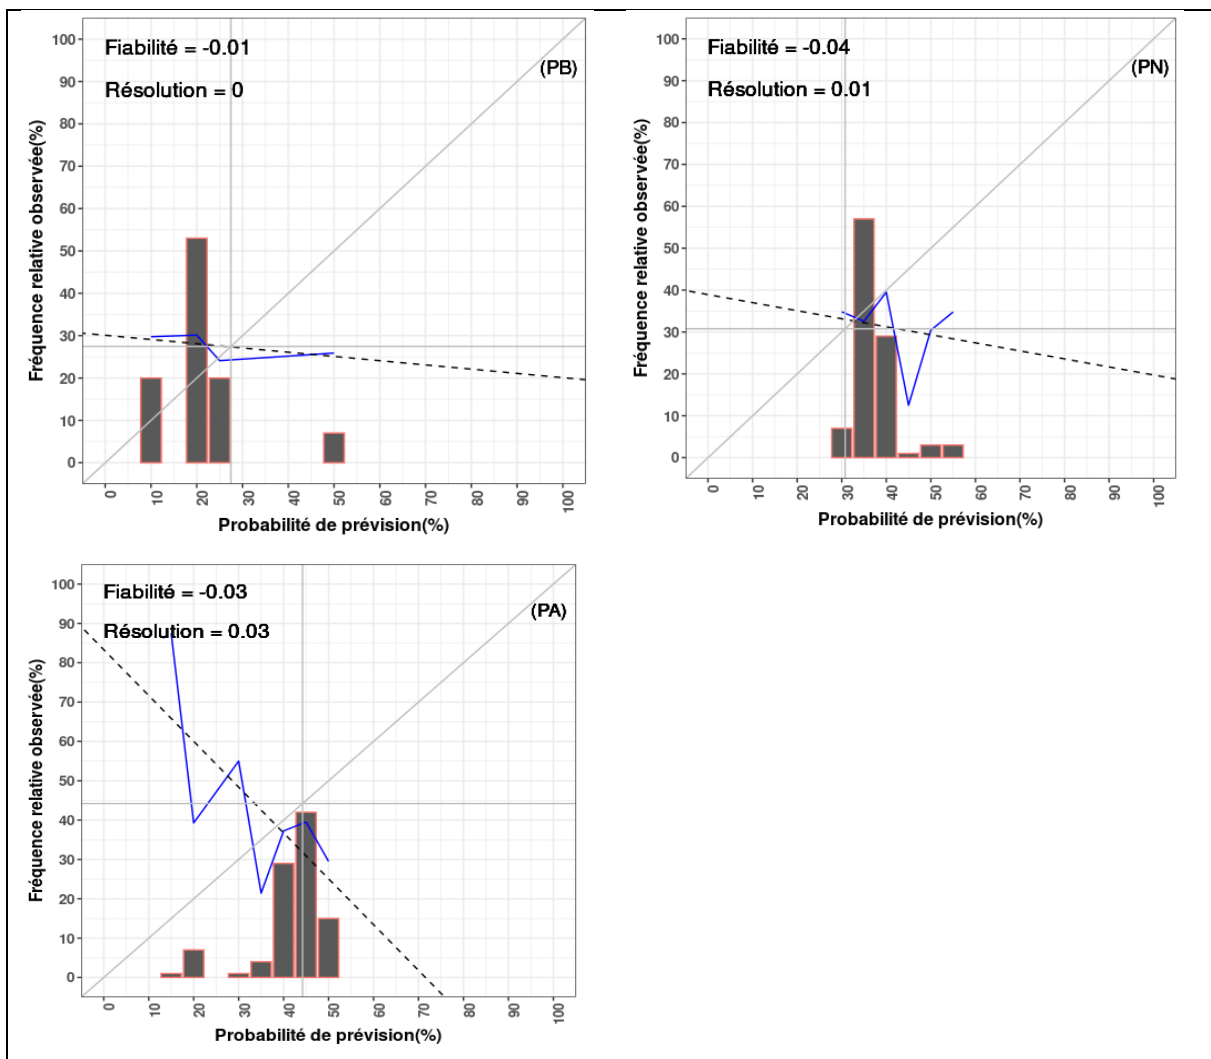 Fiabilité = -0.01
Résolution = 0
(PB)
Fréquence relative observée(%)
100
90
80
70
60
50
40
30
20
10
0
0 10 20 30 40 50 60 70 80 90 100
Probabilité de prévision(%)
Fiabilité = -0.04
Résolution = 0.01
(PN)
Fréquence relative observée(%)
100
90
80
70
60
50
40
30
20
10
0
0 10 20 30 40 50 60 70 80 90 100
Probabilité de prévision(%)
Fiabilité = -0.03
Résolution = 0.03
(PA)
Fréquence relative observée(%)
100
90
80
70
60
50
40
30
20
10
0
0 10 20 30 40 50 60 70 80 90 100
Probabilité de prévision(%)